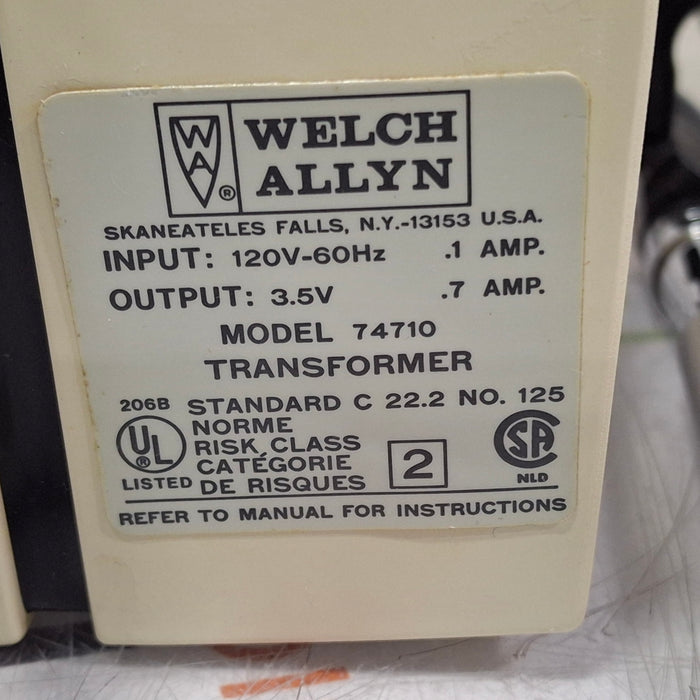 WA ®
WELCH
ALLYN
SKANEATELES FALLS, N.Y.-13153 U.S.A.
INPUT: 120V-60Hz .1 AMP.
OUTPUT: 3.5V .7 AMP.
MODEL 74710
TRANSFORMER
206B STANDARD C 22.2 NO. 125
NORME
RISK CLASS
CATÉGORIE
DE RISQUES
2
UL ®
LISTED
SA
NLD
REFER TO MANUAL FOR INSTRUCTIONS